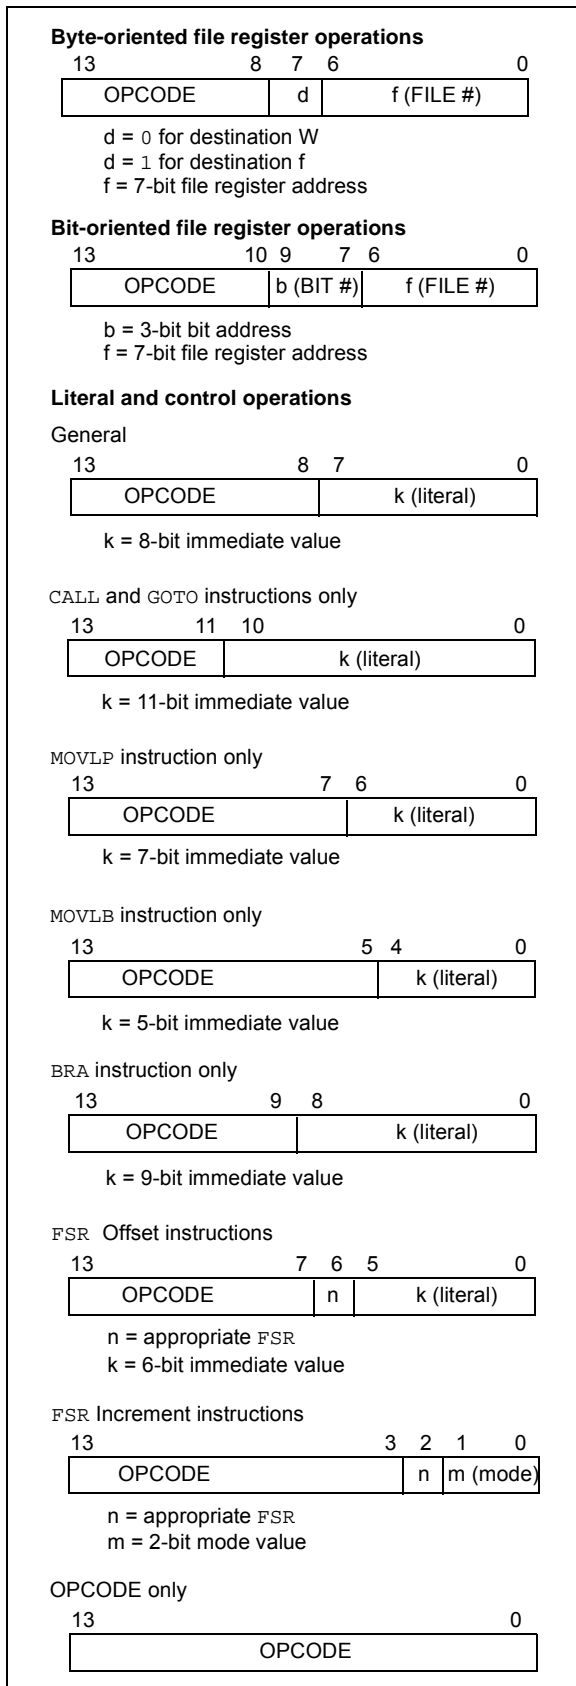 Byte-oriented file register operations
13 8 7 6 0
OPCODE d f (FILE #)
d = 0 for destination W
d = 1 for destination f
f = 7-bit file register address
Bit-oriented file register operations
13 10 9 7 6 0
OPCODE b (BIT #) f (FILE #)
b = 3-bit bit address
f = 7-bit file register address
Literal and control operations
General
13 8 7 0
OPCODE k (literal)
k = 8-bit immediate value
CALL and GOTO instructions only
13 11 10 0
OPCODE k (literal)
k = 11-bit immediate value
MOVLP instruction only
13 7 6 0
OPCODE k (literal)
k = 7-bit immediate value
MOVLB instruction only
13 5 4 0
OPCODE k (literal)
k = 5-bit immediate value
BRA instruction only
13 9 8 0
OPCODE k (literal)
k = 9-bit immediate value
FSR Offset instructions
13 7 6 5 0
OPCODE n k (literal)
n = appropriate FSR
k = 6-bit immediate value
FSR Increment instructions
13 3 2 1 0
OPCODE n m (mode)
n = appropriate FSR
m = 2-bit mode value
OPCODE only
13 0
OPCODE